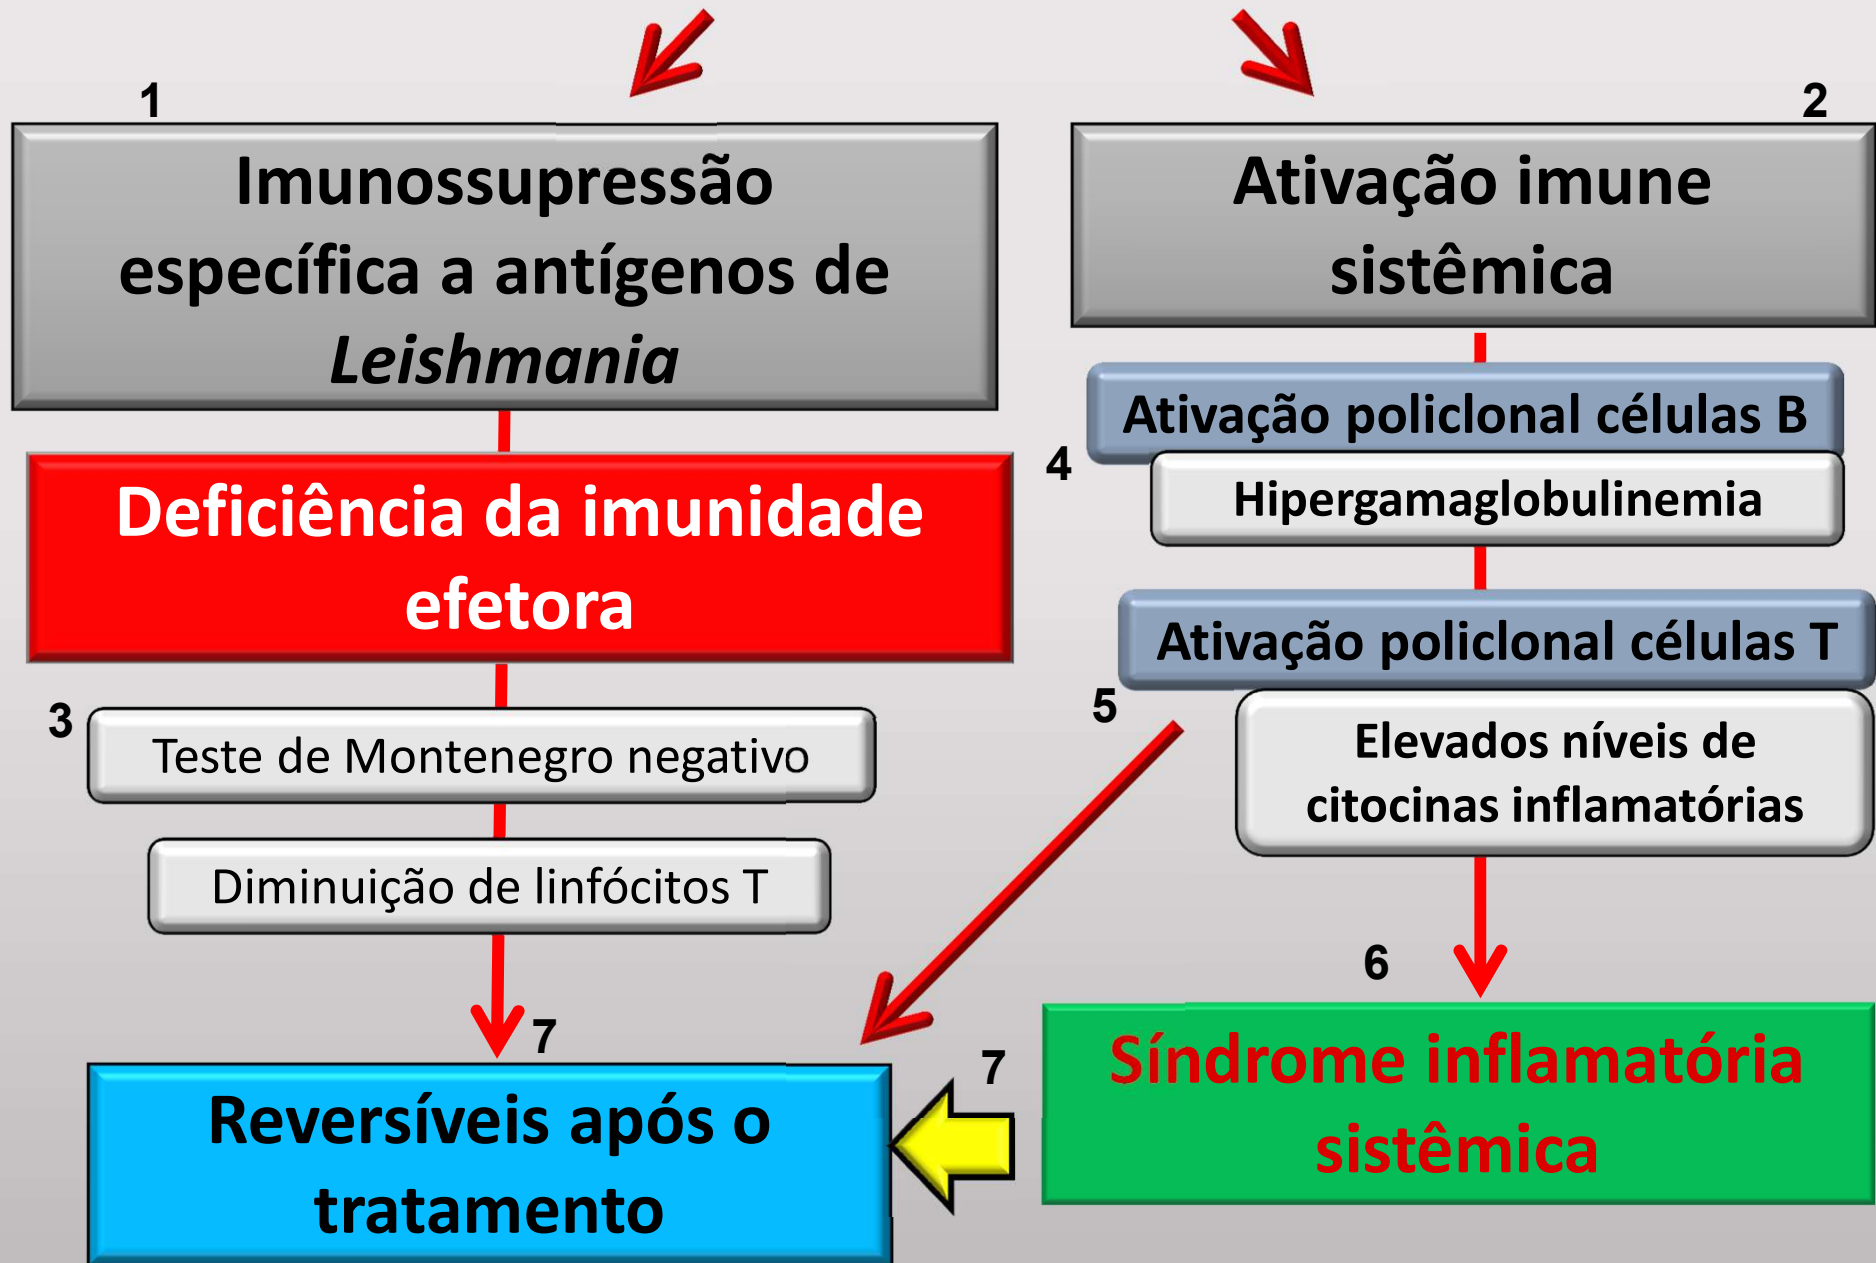 1
Imunossupressão
específica a antígenos de
Leishmania
Deficiência da imunidade
efetora
3
Teste de Montenegro negativo
Diminuição de linfócitos T
7
Reversíveis após o
tratamento
2
Ativação imune
sistêmica
Ativação policlonal células B
4
Hipergamaglobulinemia
Ativação policlonal células T
5
Elevados níveis de
citocinas inflamatórias
6
Síndrome inflamatória
sistêmica
7